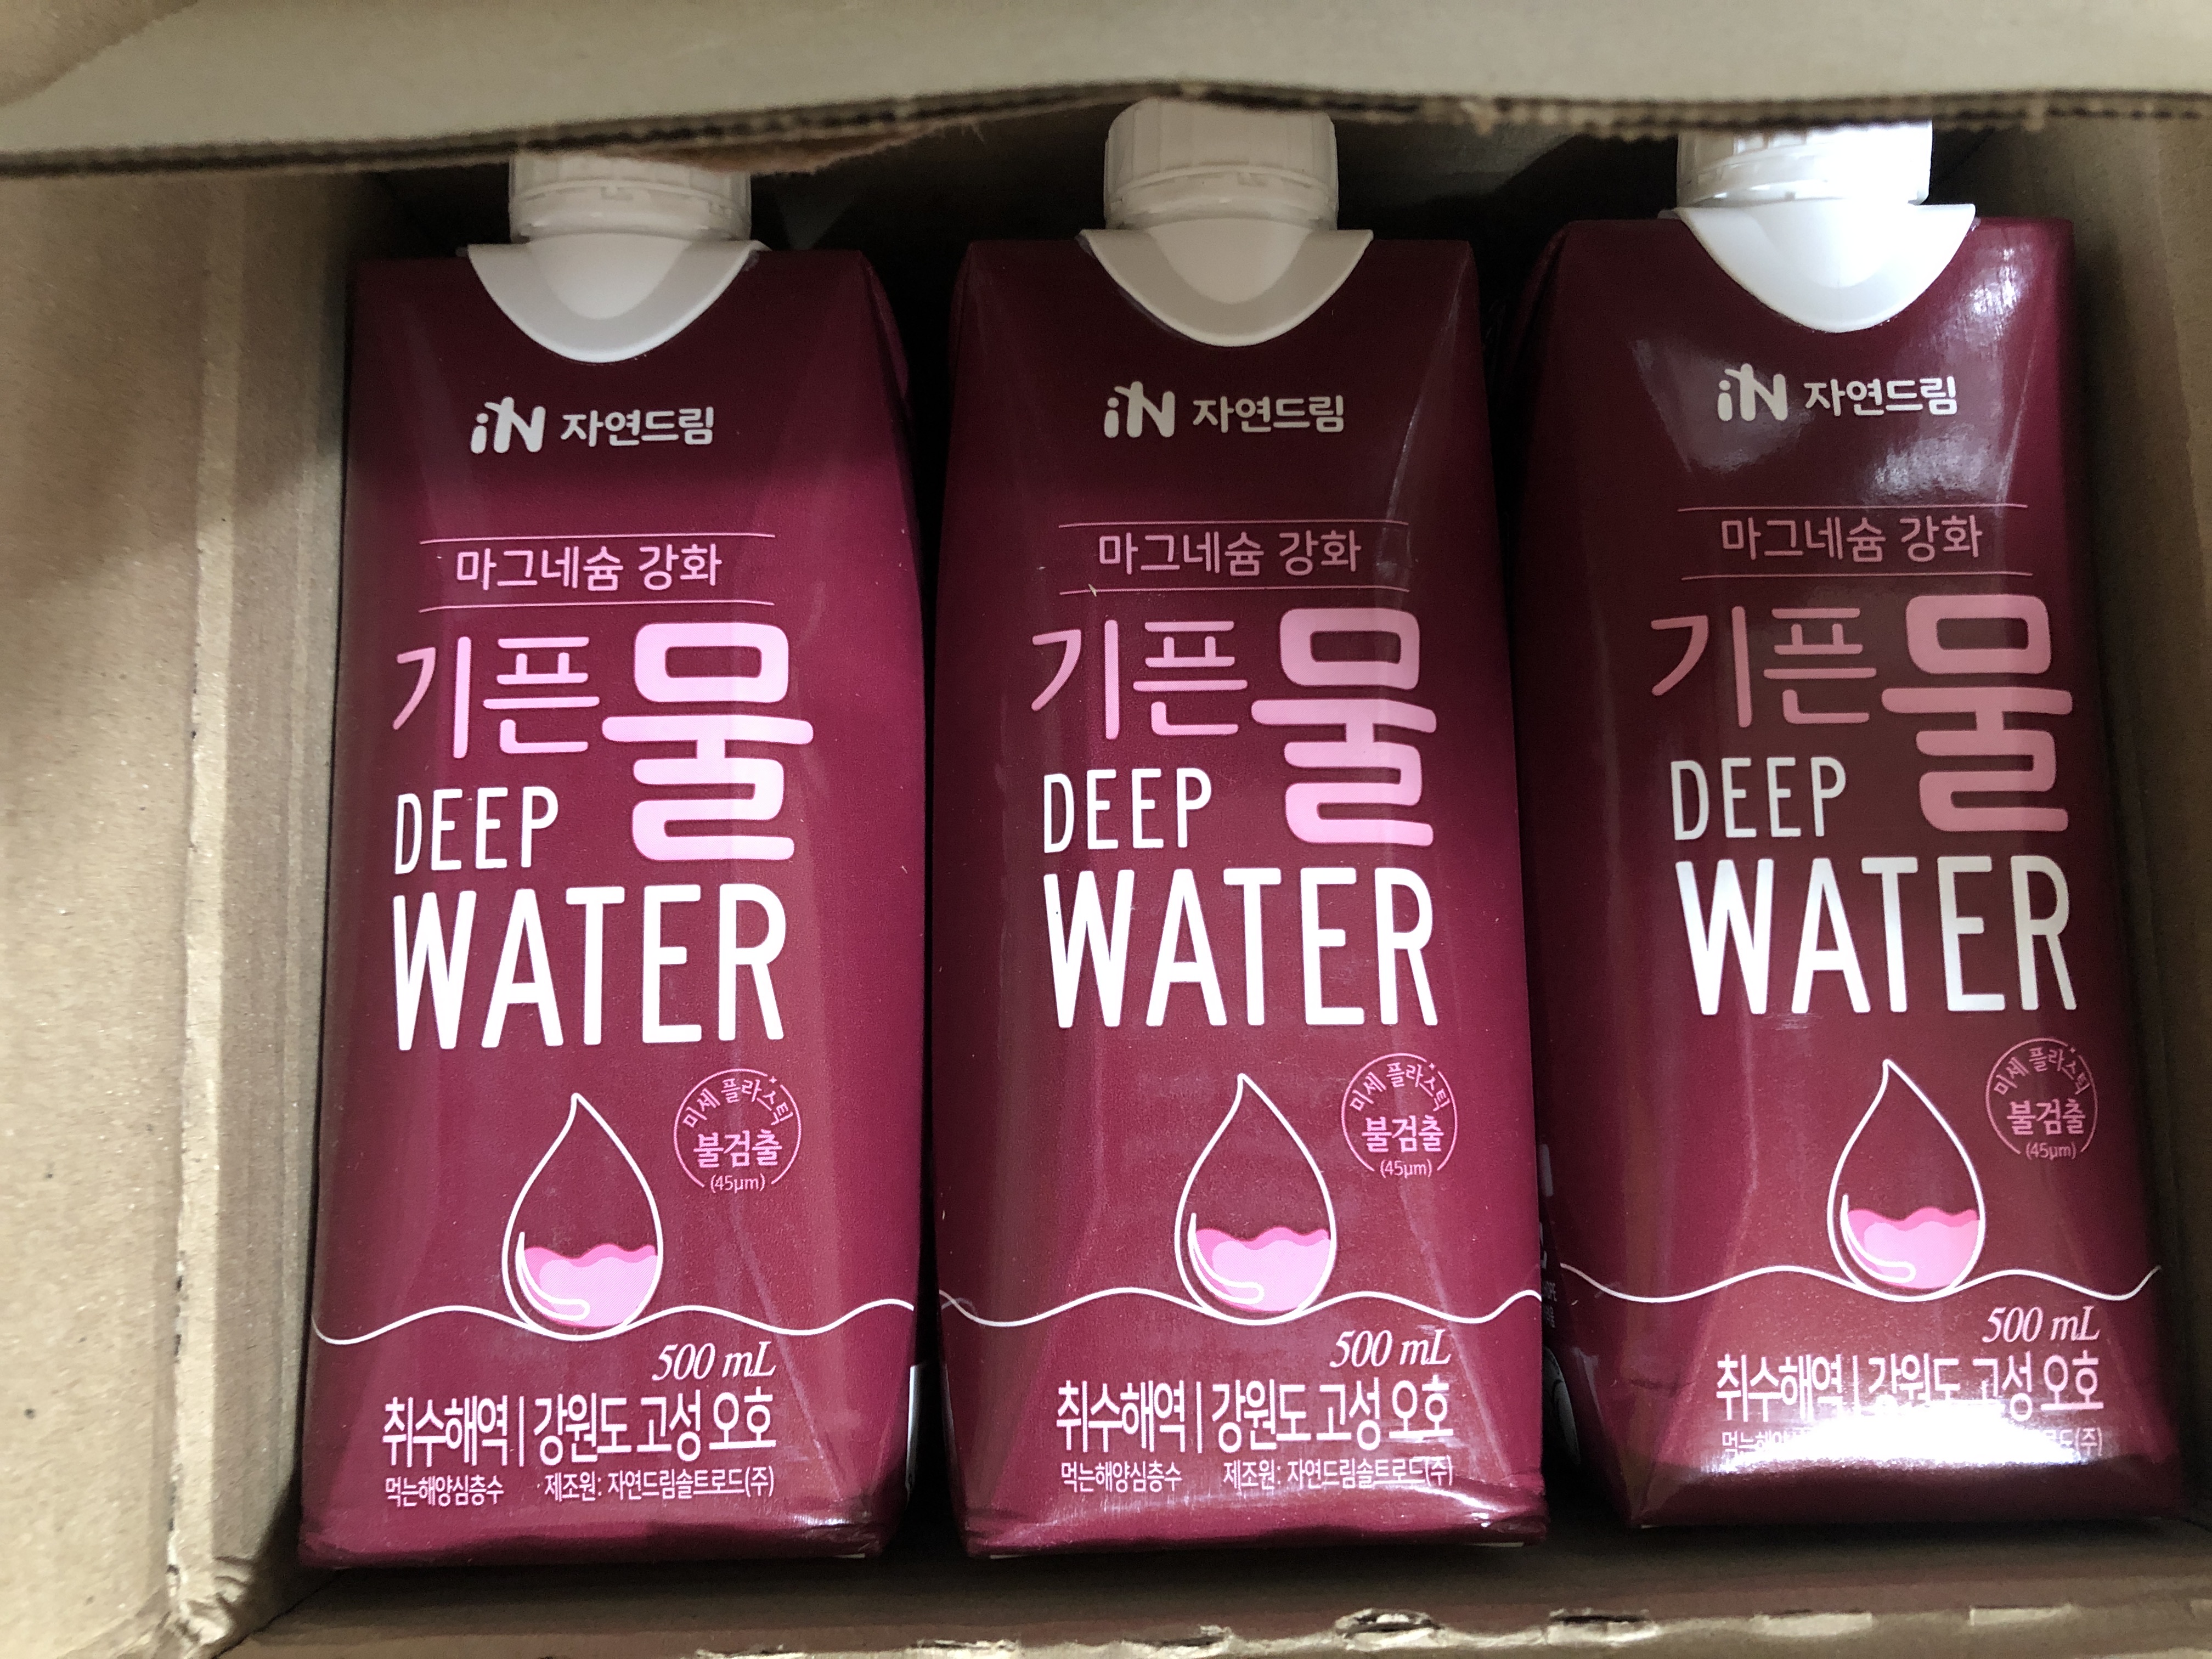 iN 자연드림
마그네슘 강화
기픈물
DEEP
WATER
미세 플라스틱
불검출
(45μm)
500 mL
취수해역 | 강원도 고성 오호
먹는해양심층수 제조원: 자연드림솔트로드(주)
iN 자연드림
마그네슘 강화
기픈물
DEEP
WATER
미세 플라스틱
불검출
(45μm)
500 mL
취수해역 | 강원도 고성 오호
먹는해양심층수 제조원: 자연드림솔트로드(주)
iN 자연드림
마그네슘 강화
기픈물
DEEP
WATER
미세 플라스틱
불검출
(45μm)
500 mL
취수해역 | 강원도 고성 오호